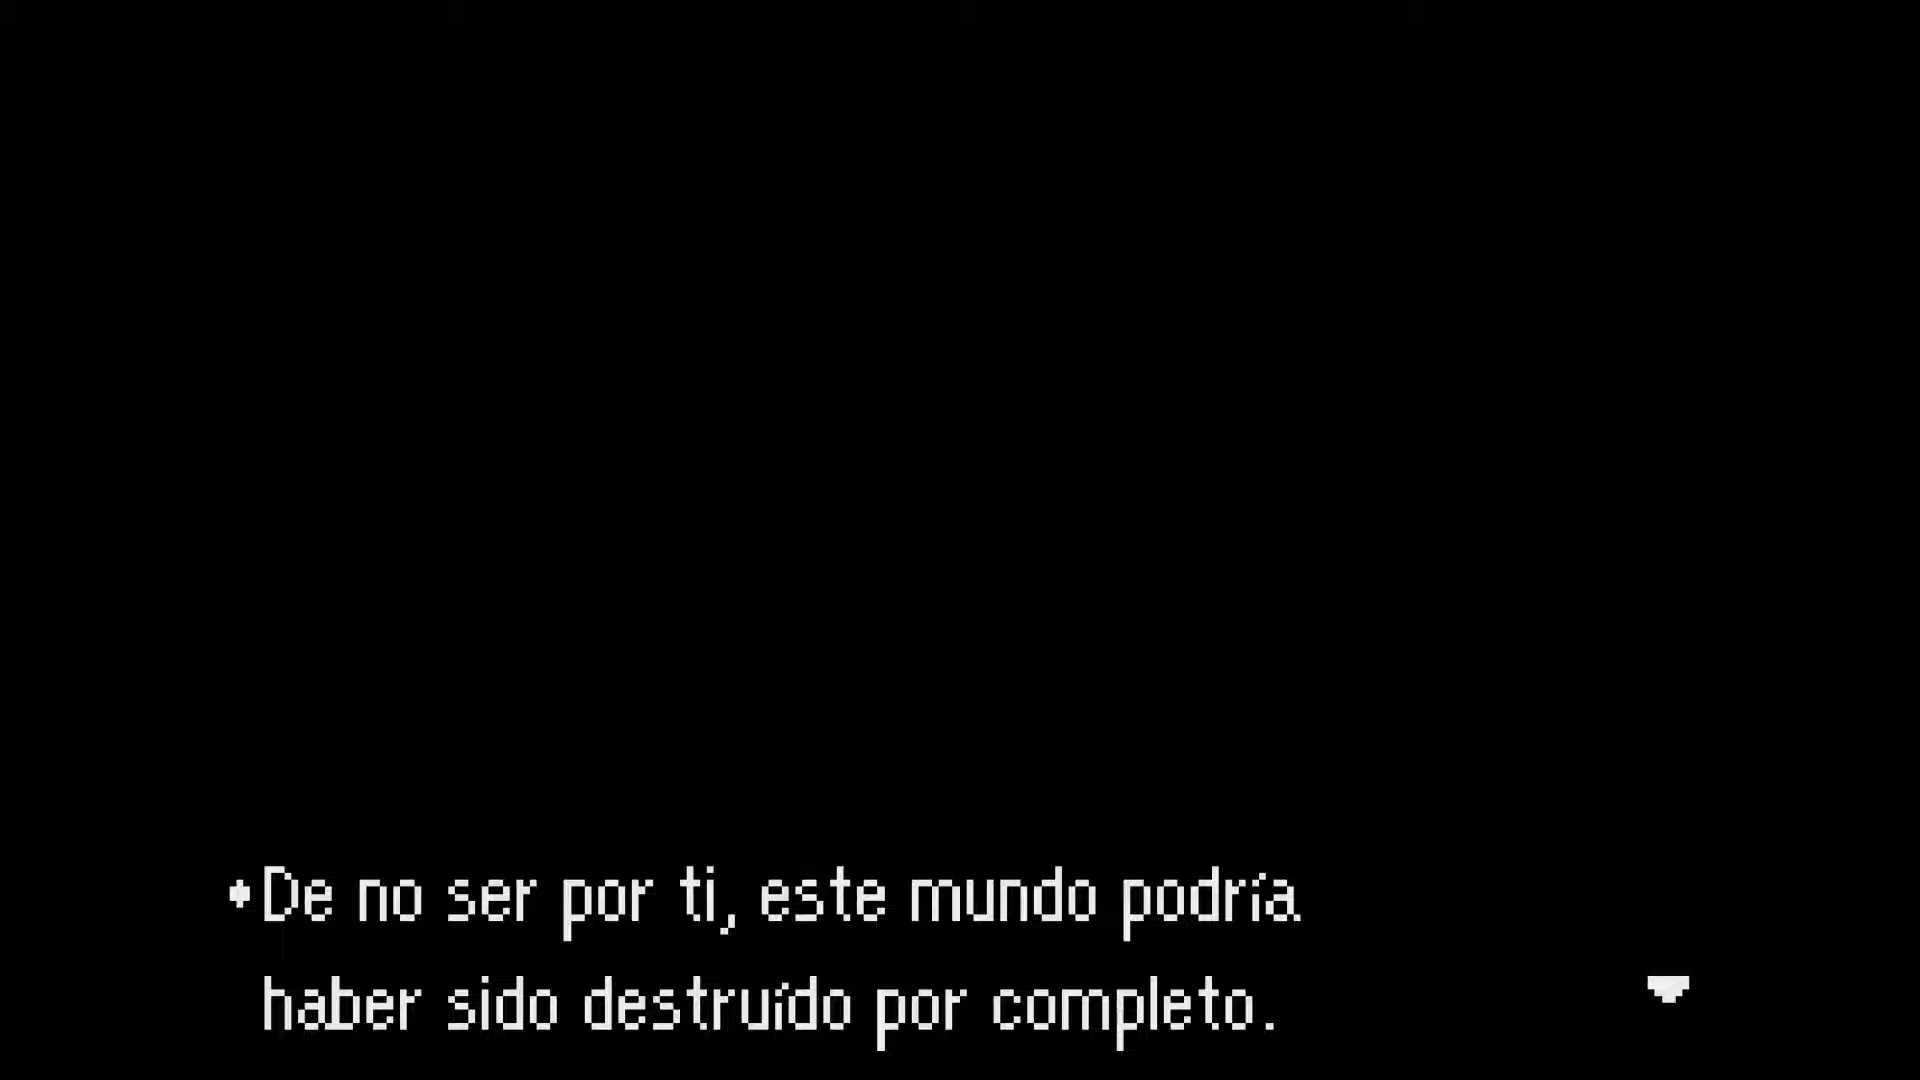 •De no ser por ti, este mundo podría
haber sido destruído por completo.